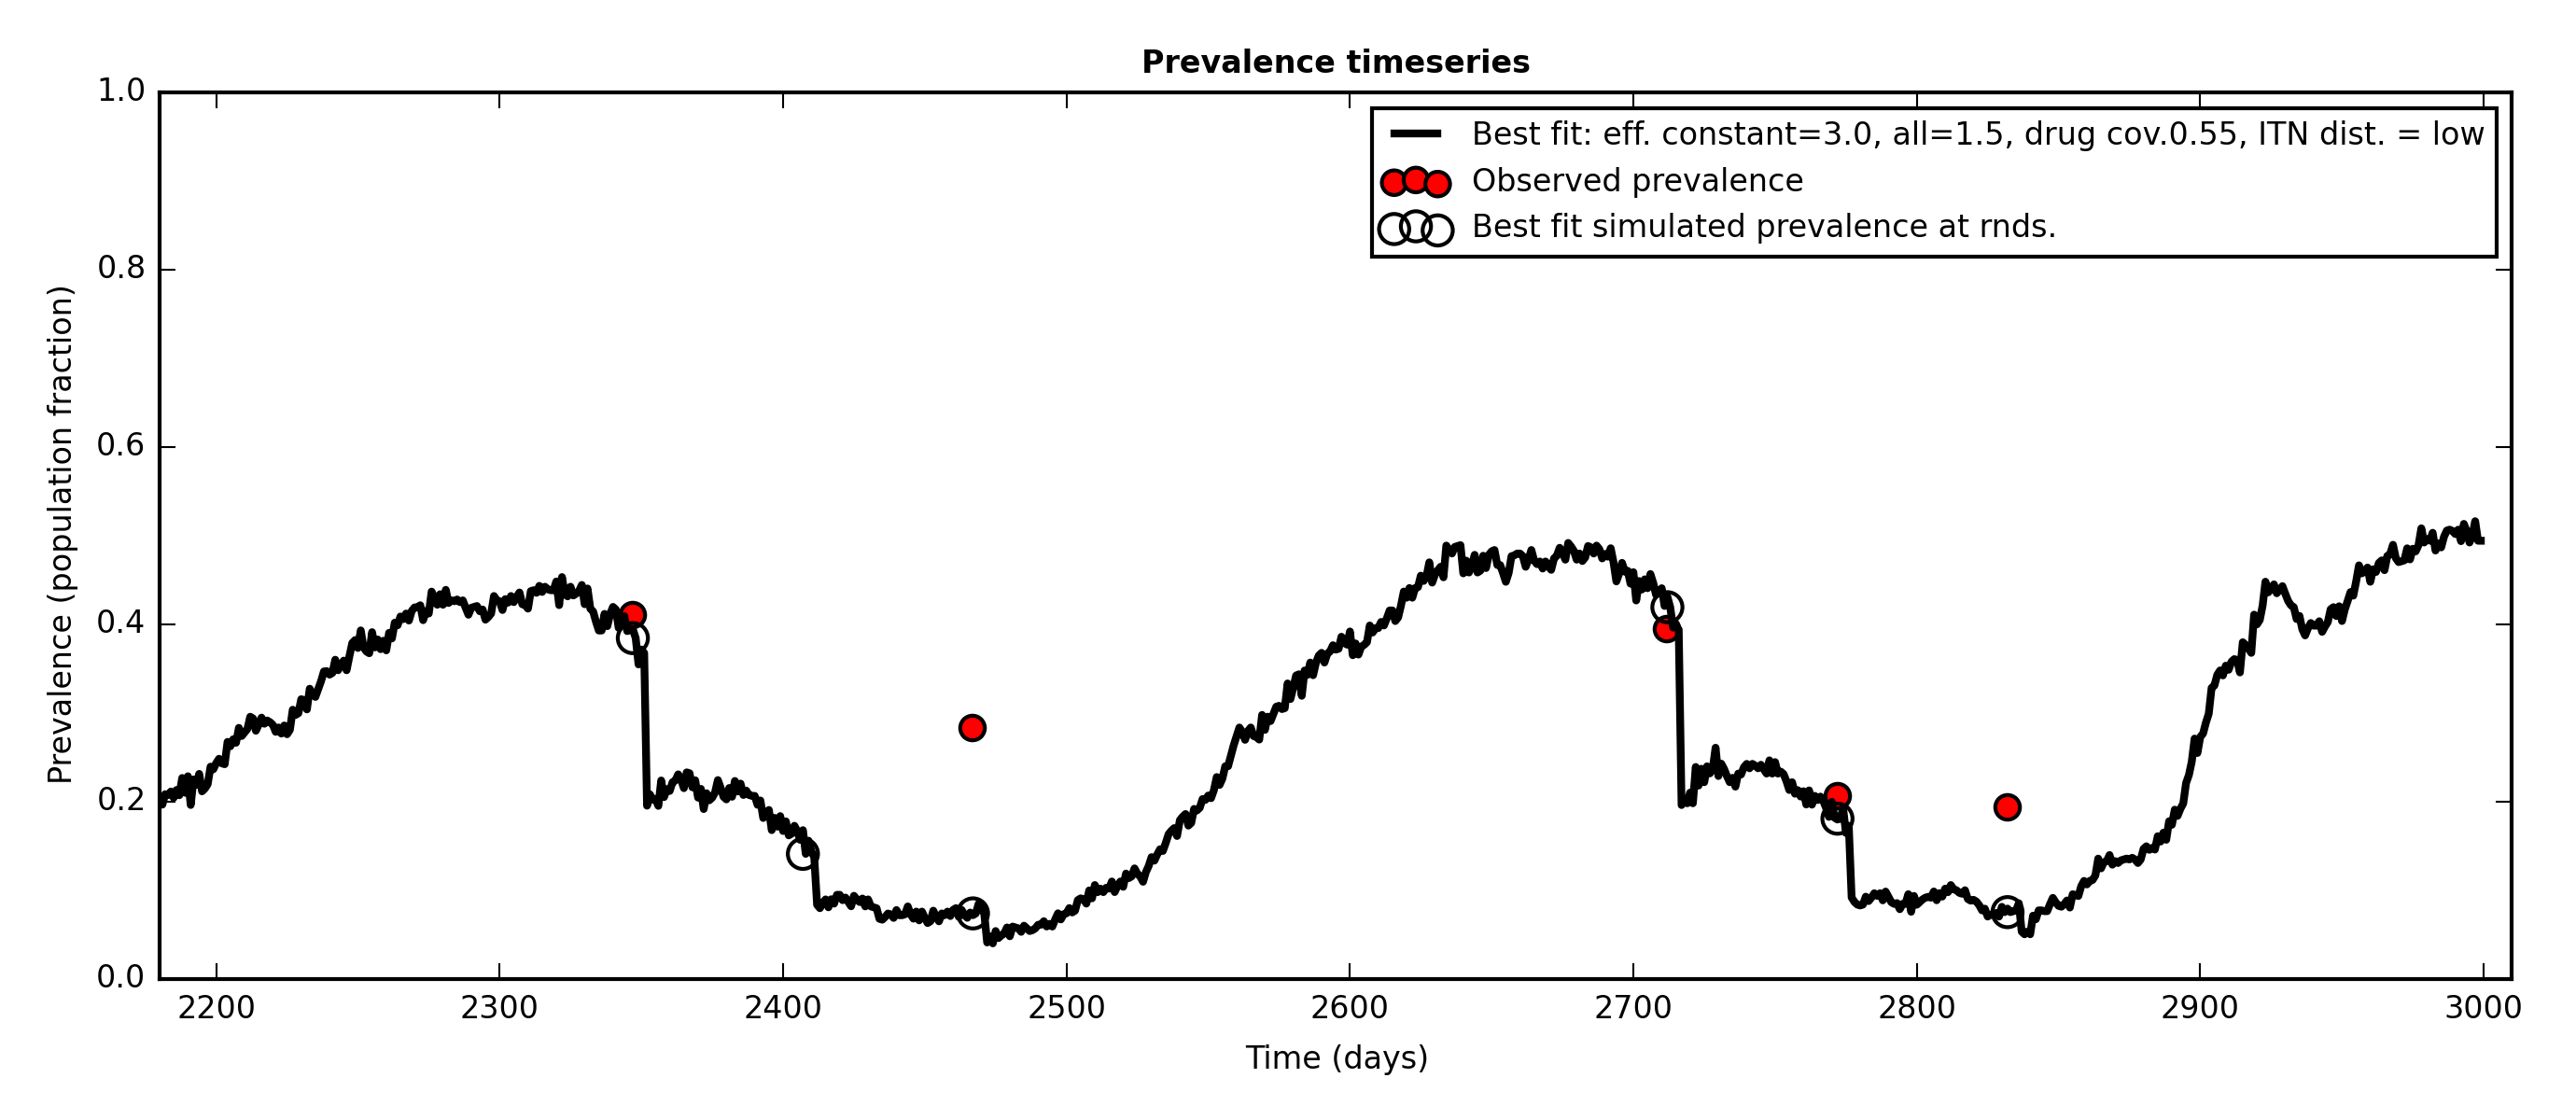 Prevalence timeseries
Best fit: eff. constant=3.0, all=1.5, drug cov.0.55, ITN dist. = low
Observed prevalence
Best fit simulated prevalence at rnds.
Prevalence (population fraction)
1.0
0.8
0.6
0.4
0.2
0.0
2200 2300 2400 2500 2600 2700 2800 2900 3000
Time (days)